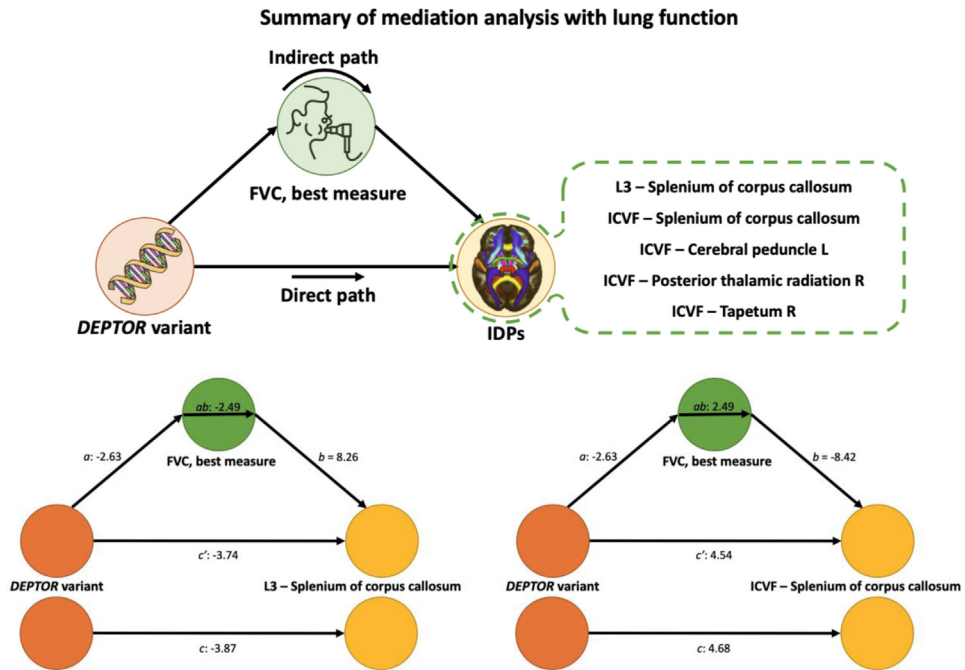 Summary of mediation analysis with lung function
Indirect path
FVC, best measure
DEPTOR variant
Direct path
IDPs
L3 – Splenium of corpus callosum
ICVF – Splenium of corpus callosum
ICVF – Cerebral peduncle L
ICVF – Posterior thalamic radiation R
ICVF – Tapetum R
ab: -2.49
a: -2.63
b = 8.26
FVC, best measure
c’: -3.74
DEPTOR variant
L3 – Splenium of corpus callosum
c: -3.87
ab: 2.49
a: -2.63
b = -8.42
FVC, best measure
c’: 4.54
DEPTOR variant
ICVF – Splenium of corpus callosum
c: 4.68